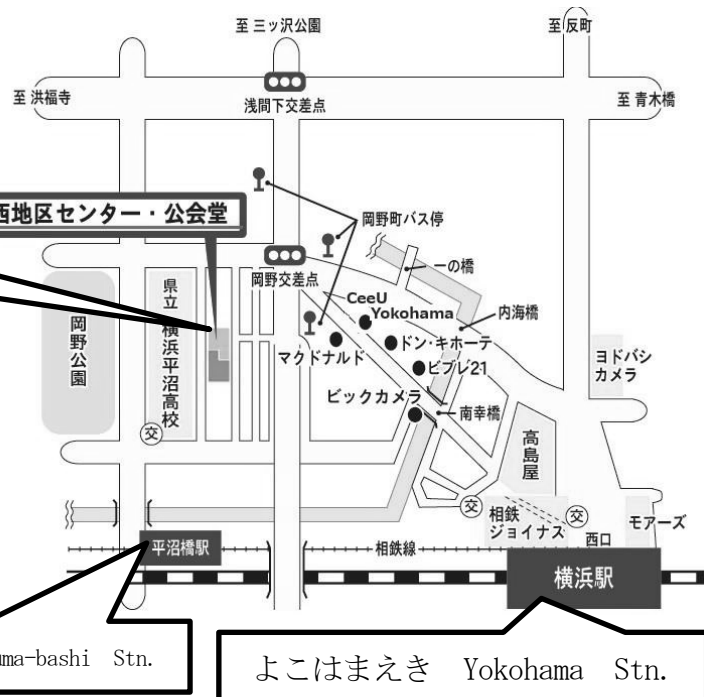 至 三ッ沢公園
至 反町
至 洪福寺
浅間下交差点
至 青木橋
西地区センター・公会堂
岡野町バス停
岡野交差点
一の橋
内海橋
CeeU
Yokohama
ドン・キホーテ
マクドナルド
ビブレ21
ビックカメラ
南幸橋
岡野公園
県立
横浜平沼高校
ヨドバシ
カメラ
高島屋
交
交
交
相鉄
ジョイナス
西口
モアーズ
平沼橋駅
相鉄線
横浜駅
uma-bashi Stn.
よこはまえき Yokohama Stn.